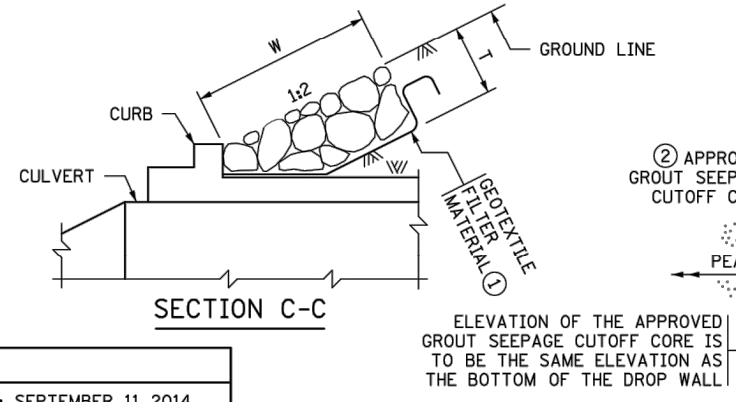 W
T
GROUND LINE
1:2
CURB
CULVERT
GEOTEXTILE
FILTER
MATERIAL ①
SECTION C-C
② APPRO
GROUT SEEP
CUTOFF C
PEA
ELEVATION OF THE APPROVED
GROUT SEEPAGE CUTOFF CORE IS
TO BE THE SAME ELEVATION AS
THE BOTTOM OF THE DROP WALL
SEPTEMBER 11, 2014